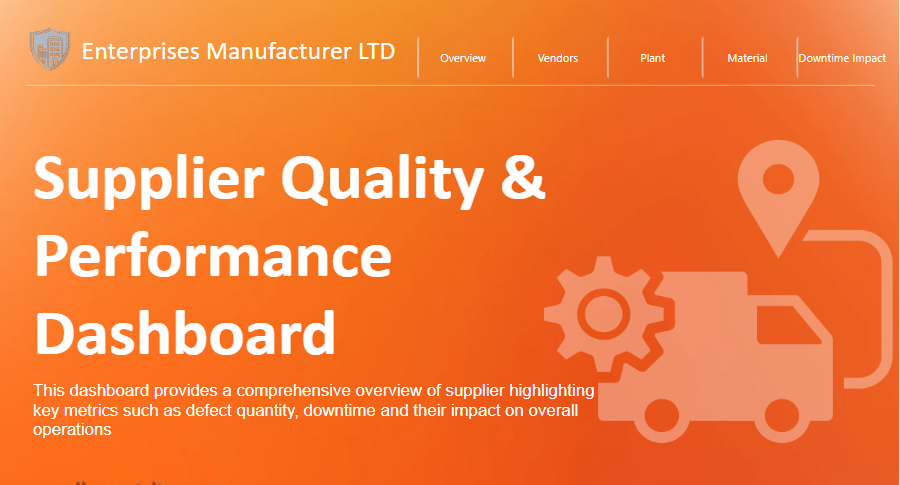 Enterprises Manufacturer LTD
Overview
Vendors
Plant
Material
Downtime Impact
Supplier Quality &
Performance
Dashboard
This dashboard provides a comprehensive overview of supplier highlighting
key metrics such as defect quantity, downtime and their impact on overall
operations